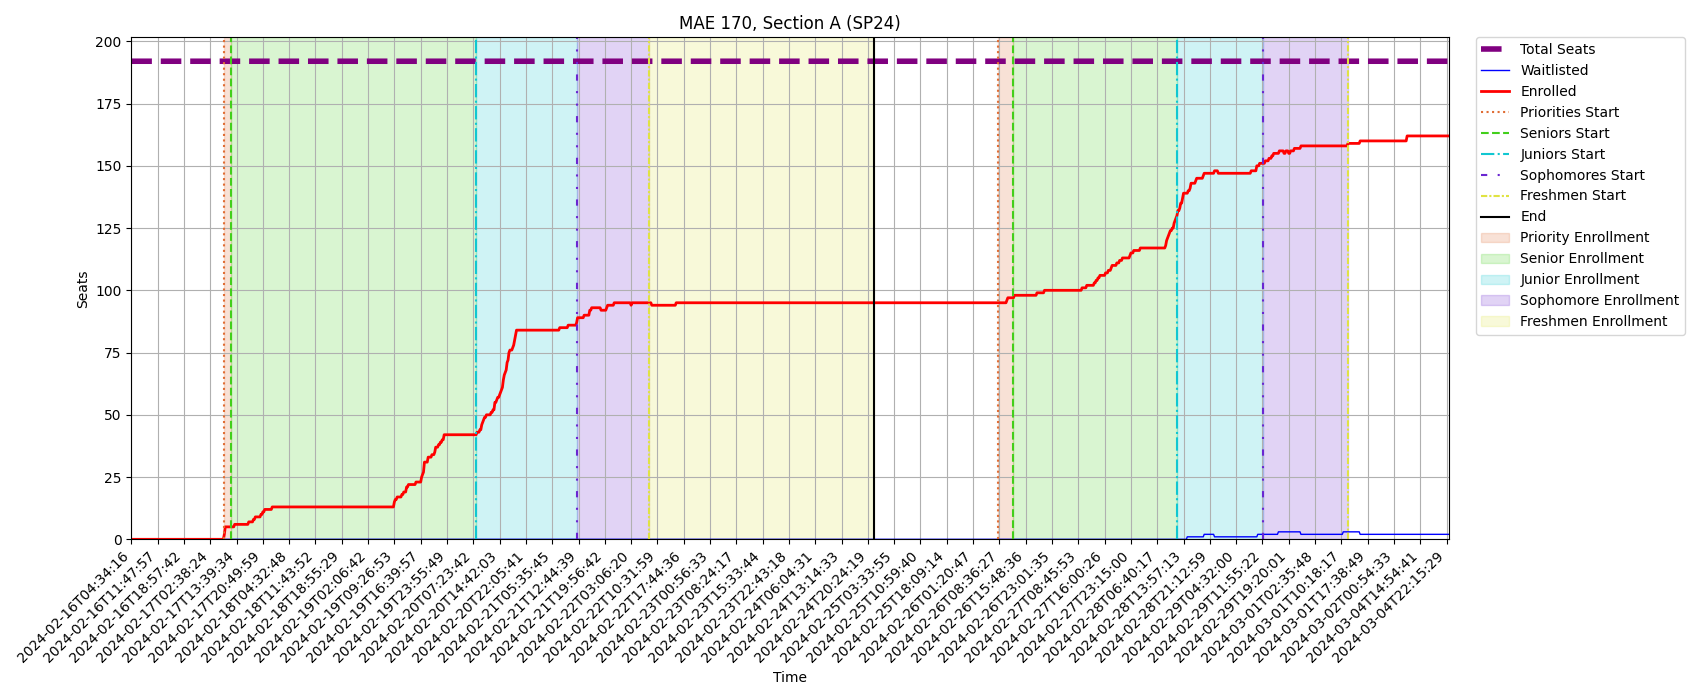 MAE 170, Section A (SP24)
Seats
200
175
150
125
100
75
50
25
0
2024-02-16T04:34:16
2024-02-16T11:47:57
2024-02-16T18:57:42
2024-02-17T02:38:24
2024-02-17T13:39:34
2024-02-17T20:49:59
2024-02-18T04:32:48
2024-02-18T11:43:52
2024-02-18T18:55:29
2024-02-19T02:06:42
2024-02-19T09:26:53
2024-02-19T16:39:57
2024-02-19T23:55:49
2024-02-20T07:23:42
2024-02-20T14:42:03
2024-02-20T22:05:41
2024-02-21T05:35:45
2024-02-21T12:44:39
2024-02-21T19:56:42
2024-02-22T03:06:20
2024-02-22T10:31:59
2024-02-22T17:44:36
2024-02-23T00:56:33
2024-02-23T08:24:17
2024-02-23T15:33:44
2024-02-23T22:43:18
2024-02-24T06:04:31
2024-02-24T13:14:33
2024-02-24T20:24:19
2024-02-25T03:33:55
2024-02-25T10:59:40
2024-02-25T18:09:14
2024-02-26T01:20:47
2024-02-26T08:36:27
2024-02-26T15:48:36
2024-02-26T23:01:35
2024-02-27T08:45:53
2024-02-27T16:00:26
2024-02-27T23:15:00
2024-02-28T06:40:17
2024-02-28T13:57:13
2024-02-28T21:12:59
2024-02-29T04:32:00
2024-02-29T11:55:22
2024-02-29T19:20:01
2024-03-01T02:35:48
2024-03-01T10:18:17
2024-03-01T17:38:49
2024-03-02T00:54:33
2024-03-04T14:54:41
2024-03-04T22:15:29
Time
Total Seats
Waitlisted
Enrolled
Priorities Start
Seniors Start
Juniors Start
Sophomores Start
Freshmen Start
End
Priority Enrollment
Senior Enrollment
Junior Enrollment
Sophomore Enrollment
Freshmen Enrollment